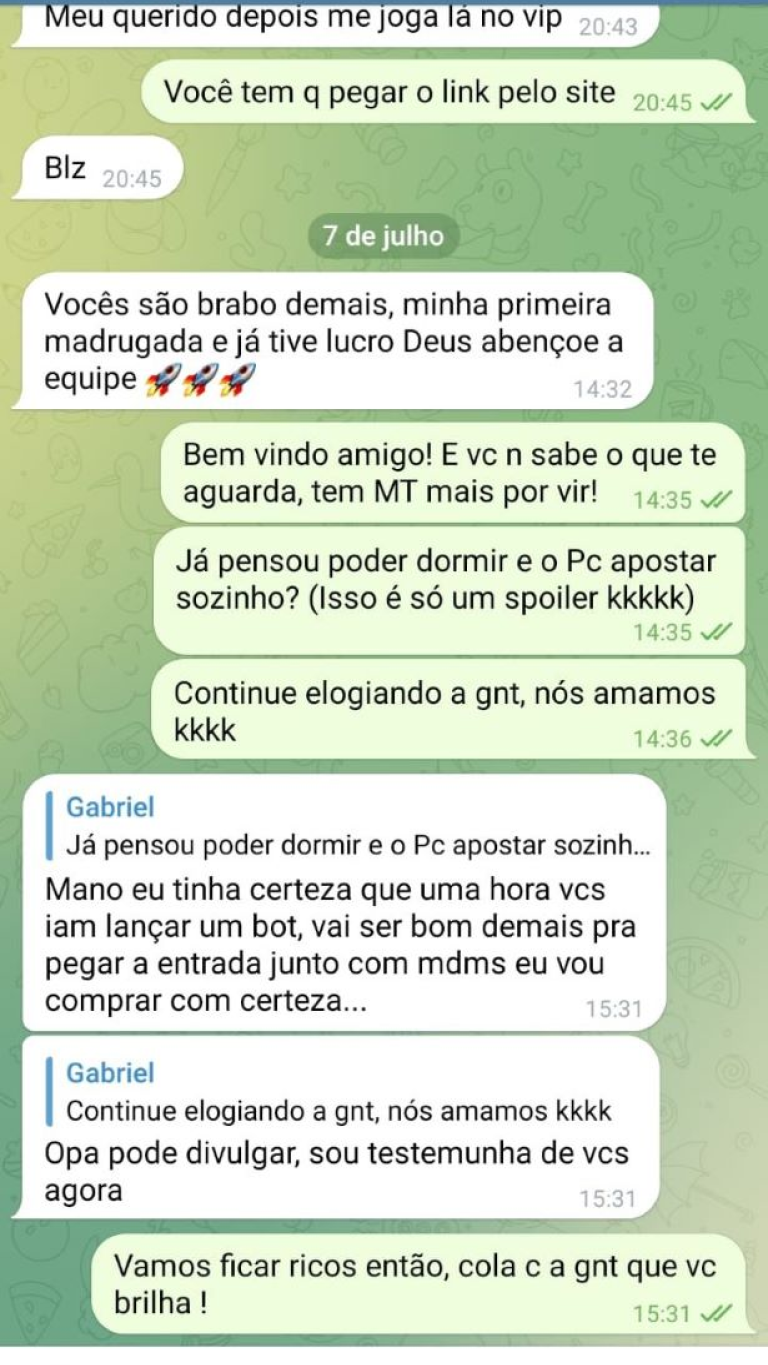 Meu querido depois me joga lá no vip 20:43
Você tem q pegar o link pelo site 20:45
Blz 20:45
7 de julho
Vocês são brabo demais, minha primeira
madrugada e já tive lucro Deus abençoe a
equipe 🚀🚀🚀 14:32
Bem vindo amigo! E vc n sabe o que te
aguarda, tem MT mais por vir! 14:35
Já pensou poder dormir e o Pc apostar
sozinho? (Isso é só um spoiler kkkkk)
14:35
Continue elogiando a gnt, nós amamos
kkkk 14:36
Gabriel
Já pensou poder dormir e o Pc apostar sozinh...
Mano eu tinha certeza que uma hora vcs
iam lançar um bot, vai ser bom demais pra
pegar a entrada junto com mdms eu vou
comprar com certeza... 15:31
Gabriel
Continue elogiando a gnt, nós amamos kkkk
Opa pode divulgar, sou testemunha de vcs
agora 15:31
Vamos ficar ricos então, cola c a gnt que vc
brilha ! 15:31